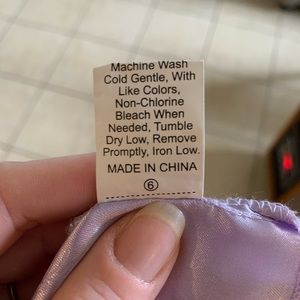 Machine Wash
Cold Gentle, With
Like Colors,
Non-Chlorine
Bleach When
Needed, Tumble
Dry Low, Remove
Promptly, Iron Low.
MADE IN CHINA
⑥